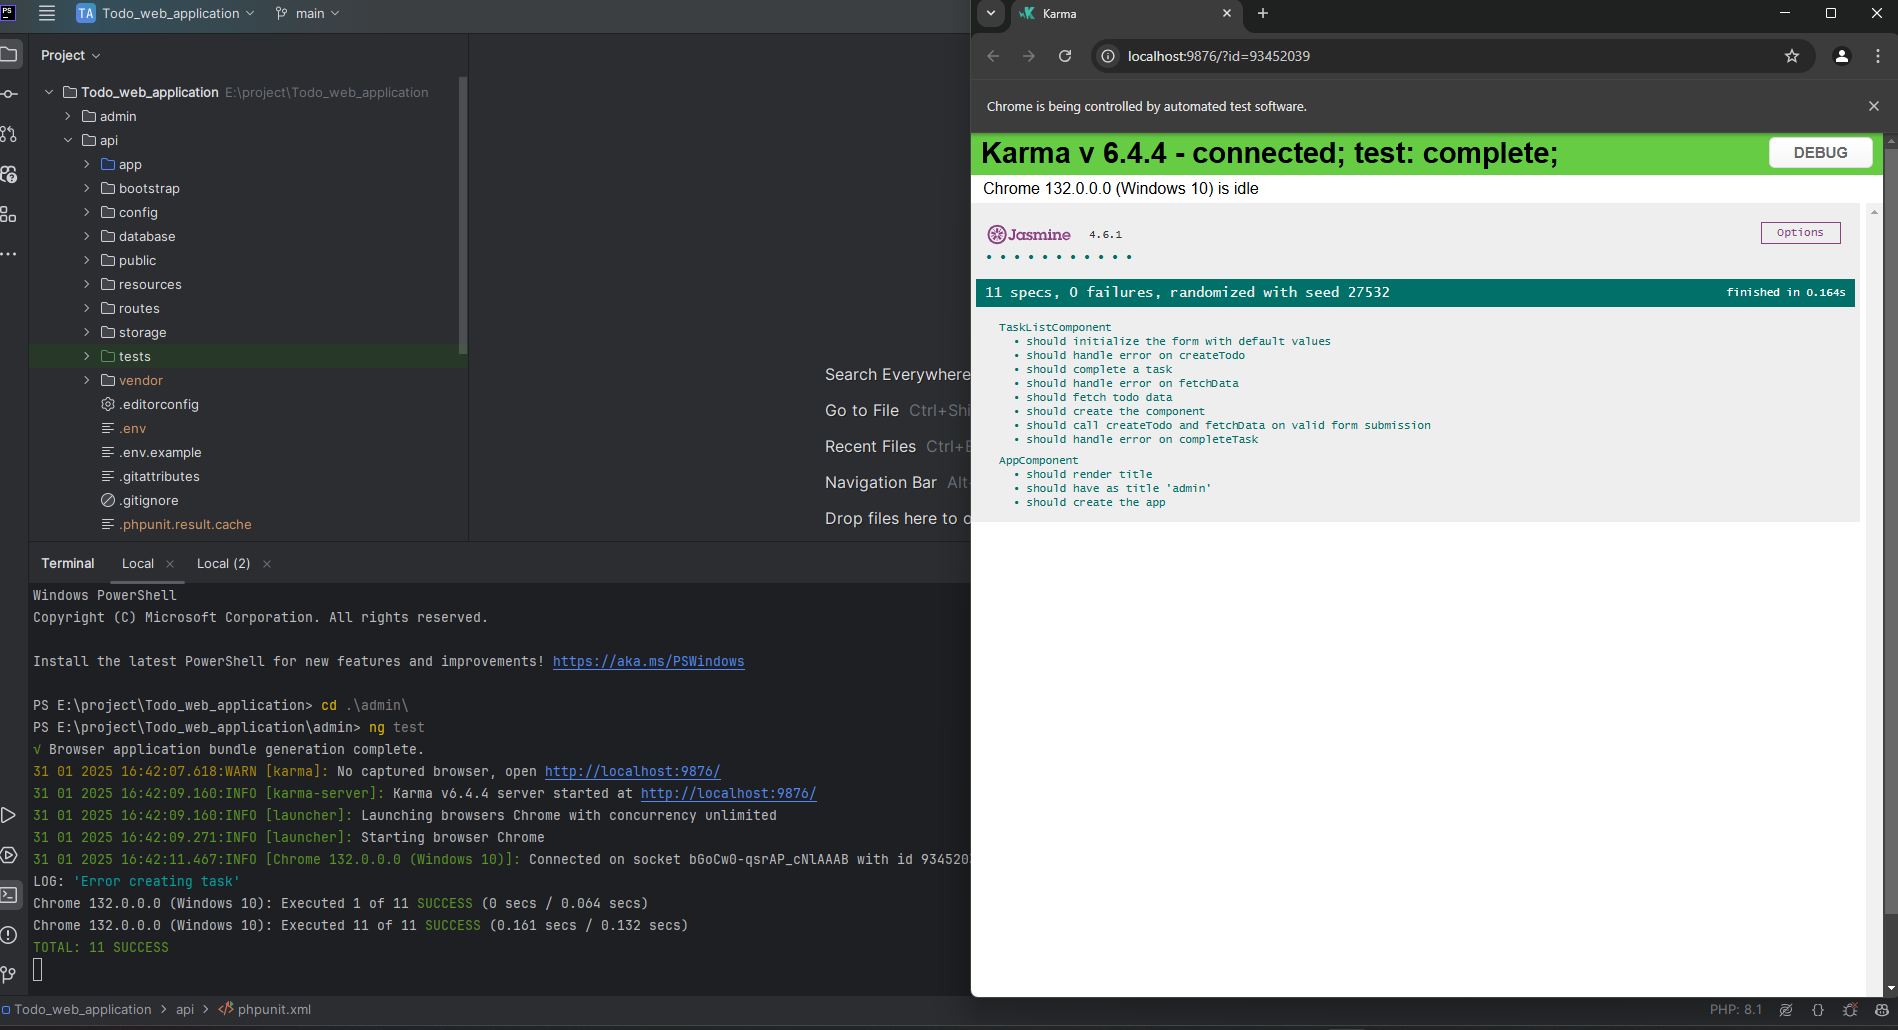 PS
TA Todo_web_application
main
Project
Todo_web_application E:\project\Todo_web_application
admin
api
app
bootstrap
config
database
public
resources
routes
storage
tests
vendor
.editorconfig
.env
.env.example
.gitattributes
.gitignore
.phpunit.result.cache
Search Everywhere
Go to File Ctrl+Shi
Recent Files Ctrl+E
Navigation Bar Alt+
Drop files here to o
Terminal Local Local (2)
Windows PowerShell
Copyright (C) Microsoft Corporation. All rights reserved.
Install the latest PowerShell for new features and improvements! https://aka.ms/PSWindows
PS E:\project\Todo_web_application> cd .\admin\
PS E:\project\Todo_web_application\admin> ng test
√ Browser application bundle generation complete.
31 01 2025 16:42:07.618:WARN [karma]: No captured browser, open http://localhost:9876/
31 01 2025 16:42:09.160:INFO [karma-server]: Karma v6.4.4 server started at http://localhost:9876/
31 01 2025 16:42:09.160:INFO [launcher]: Launching browsers Chrome with concurrency unlimited
31 01 2025 16:42:09.271:INFO [launcher]: Starting browser Chrome
31 01 2025 16:42:11.467:INFO [Chrome 132.0.0.0 (Windows 10)]: Connected on socket bGoCw0-qsrAP_cNlAAAB with id 9345203
LOG: 'Error creating task'
Chrome 132.0.0.0 (Windows 10): Executed 1 of 11 SUCCESS (0 secs / 0.064 secs)
Chrome 132.0.0.0 (Windows 10): Executed 11 of 11 SUCCESS (0.161 secs / 0.132 secs)
TOTAL: 11 SUCCESS
Todo_web_application > api > phpunit.xml
PHP: 8.1
Karma
localhost:9876/?id=93452039
Chrome is being controlled by automated test software.
Karma v 6.4.4 - connected; test: complete;
DEBUG
Chrome 132.0.0.0 (Windows 10) is idle
Jasmine 4.6.1
Options
• • • • • • • • • • •
11 specs, 0 failures, randomized with seed 27532
finished in 0.164s
TaskListComponent
• should initialize the form with default values
• should handle error on createTodo
• should complete a task
• should handle error on fetchData
• should fetch todo data
• should create the component
• should call createTodo and fetchData on valid form submission
• should handle error on completeTask
AppComponent
• should render title
• should have as title 'admin'
• should create the app